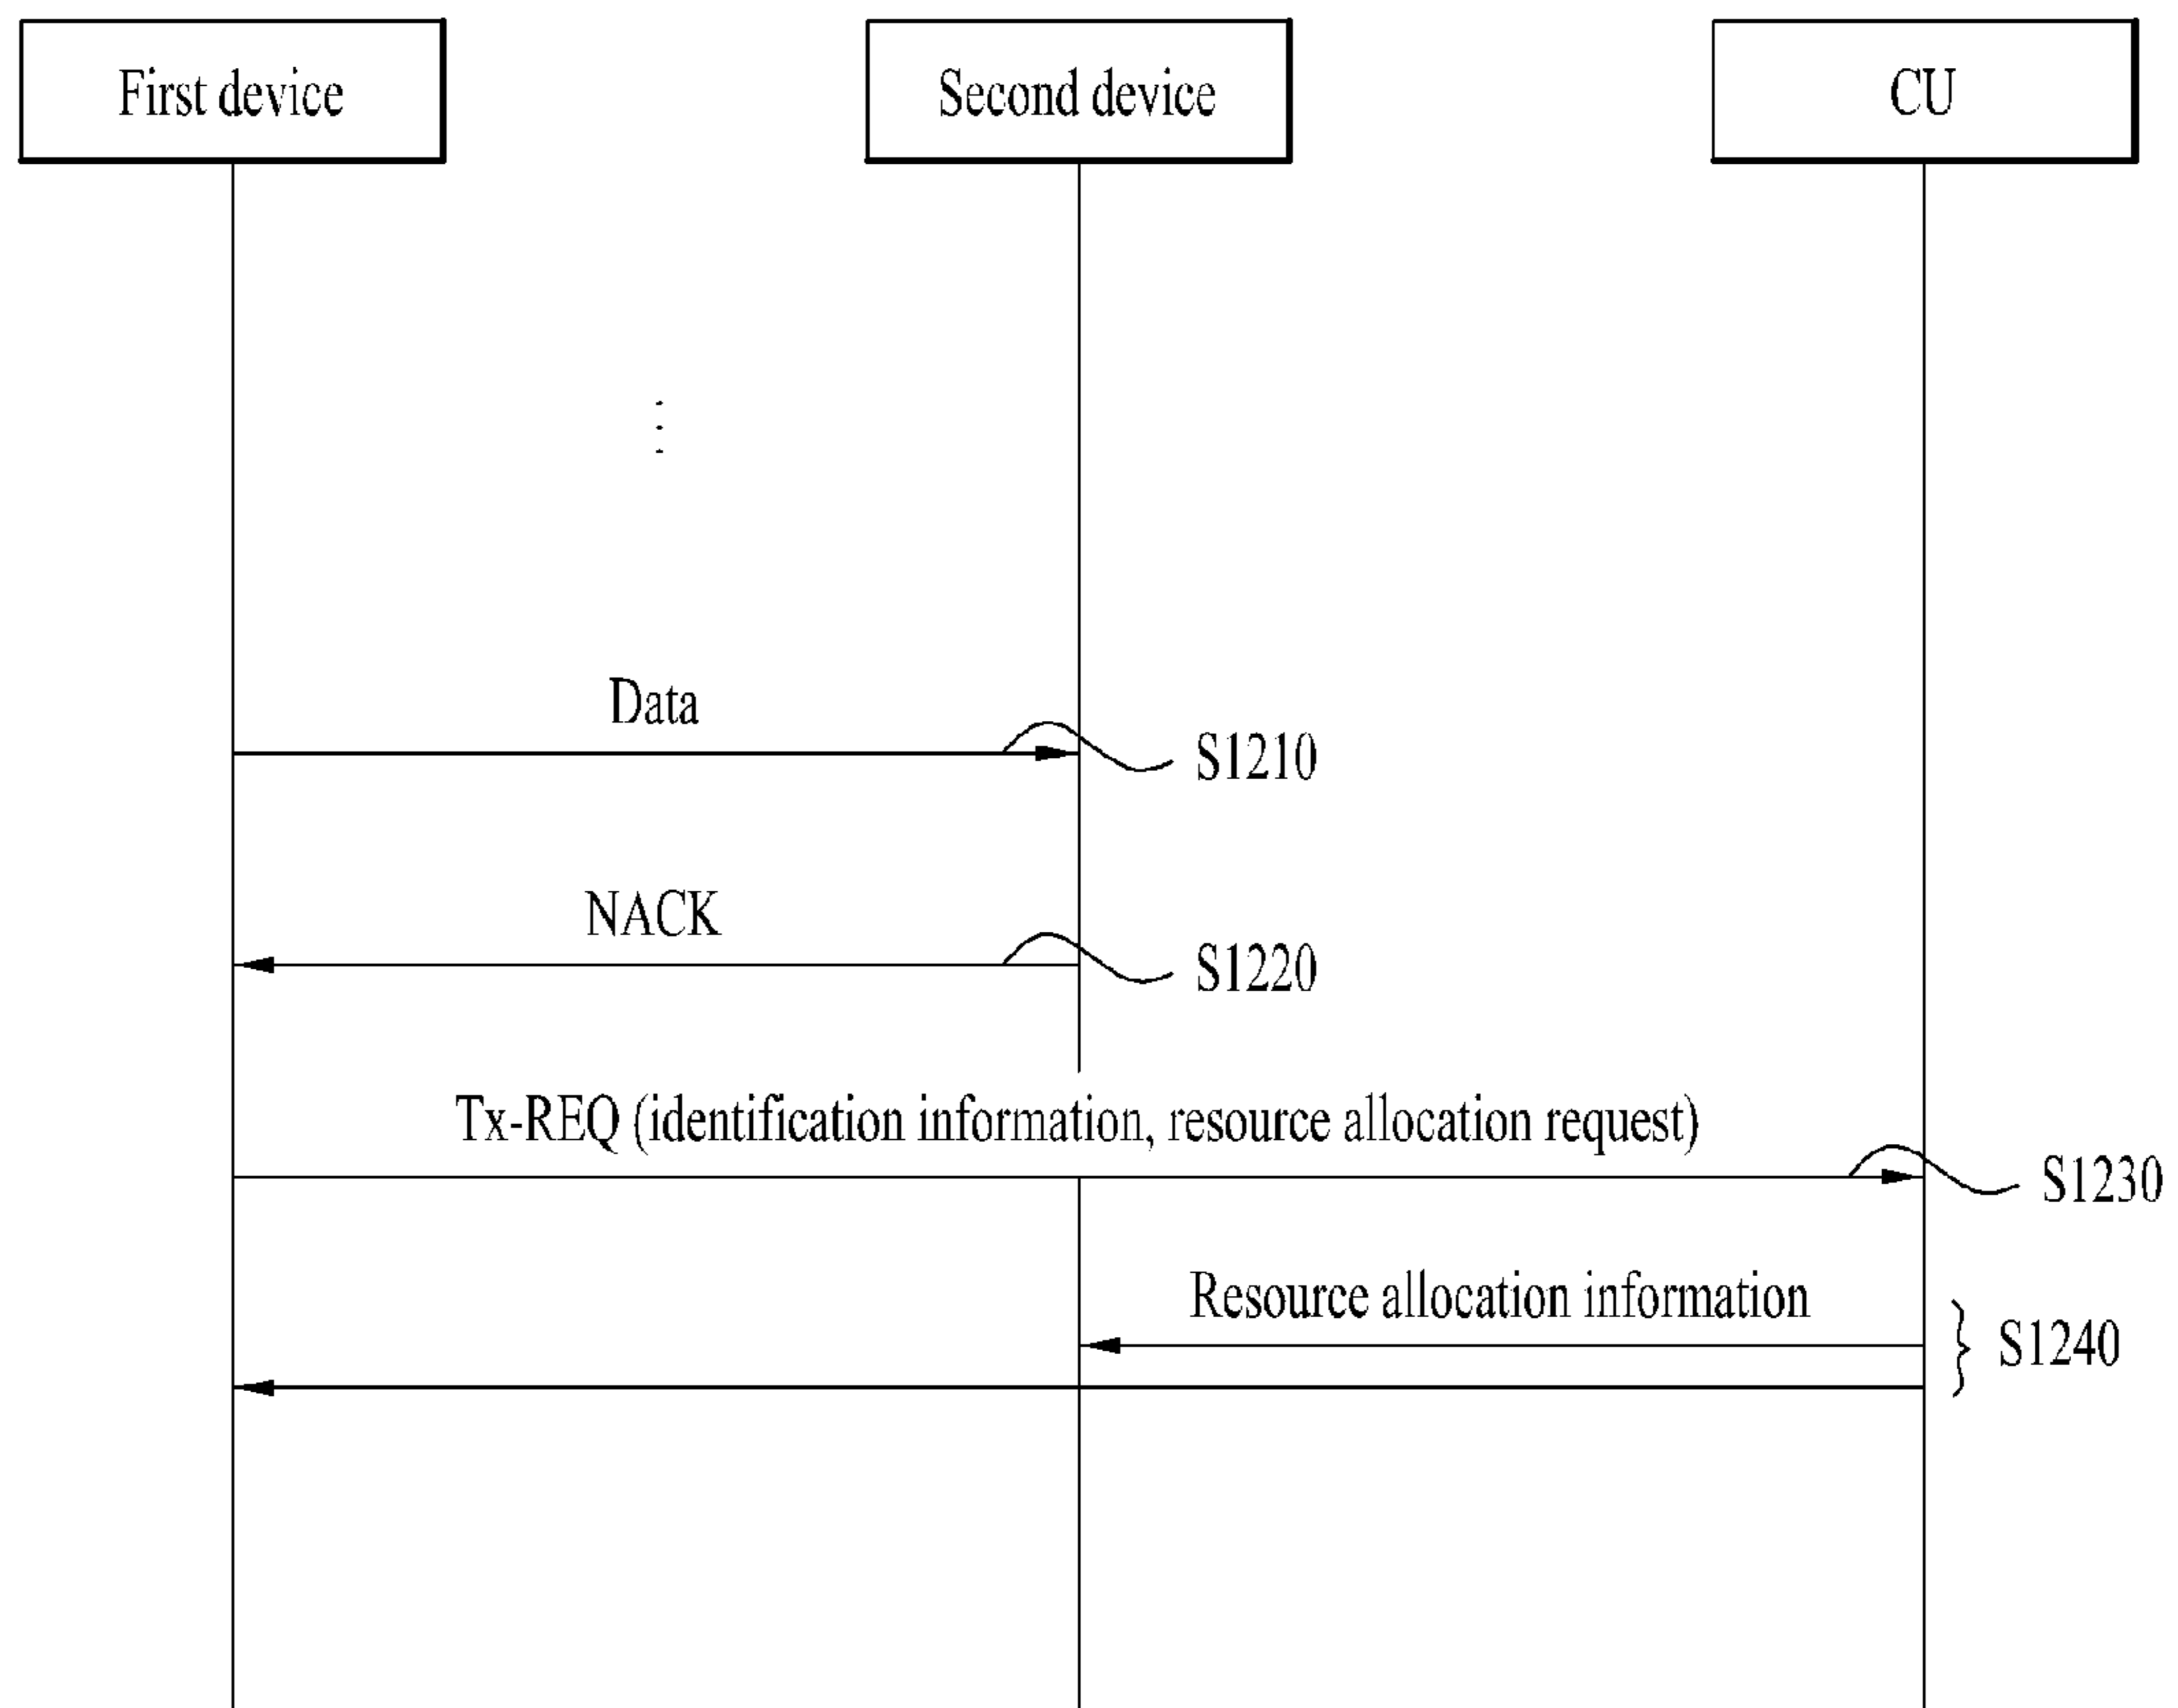 First device
Second device
CU
Data
S1210
NACK
S1220
Tx-REQ (identification information, resource allocation request)
S1230
Resource allocation information
S1240